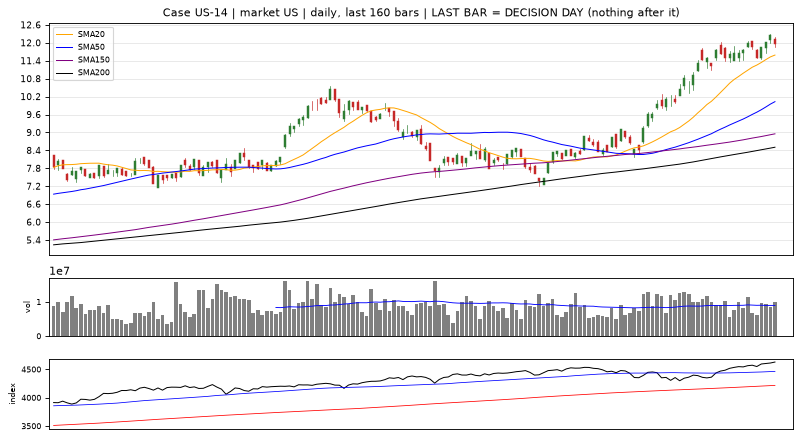 Case US-14 | market US | daily, last 160 bars | LAST BAR = DECISION DAY (nothing after it)
12.6
12.0
11.4
10.8
10.2
9.6
9.0
8.4
7.8
7.2
6.6
6.0
5.4
SMA20
SMA50
SMA150
SMA200
1e7
1
0
vol
4500
4000
3500
index